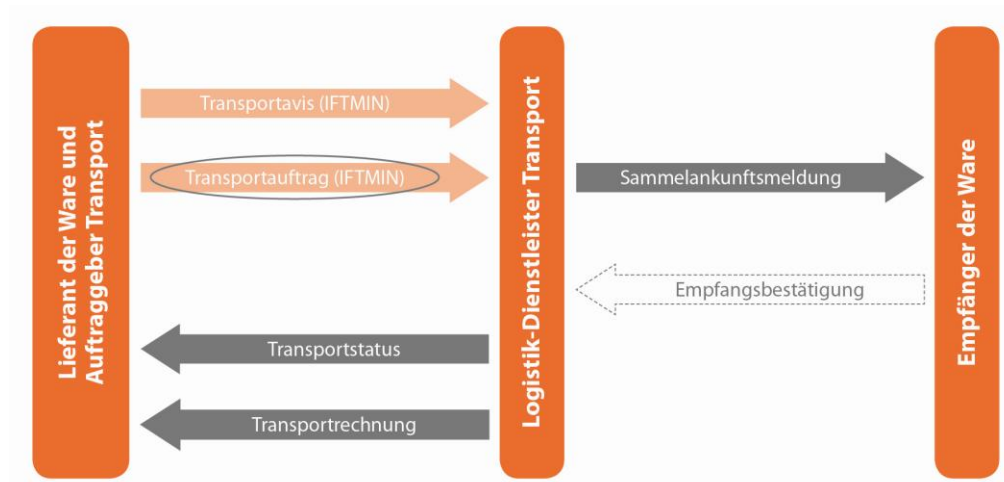 Lieferant der Ware und
Auftraggeber Transport
Transportavis (IFTMIN)
Transportauftrag (IFTMIN)
Transportstatus
Transportrechnung
Logistik-Dienstleister Transport
Sammelankunftsmeldung
Empfangsbestätigung
Empfänger der Ware